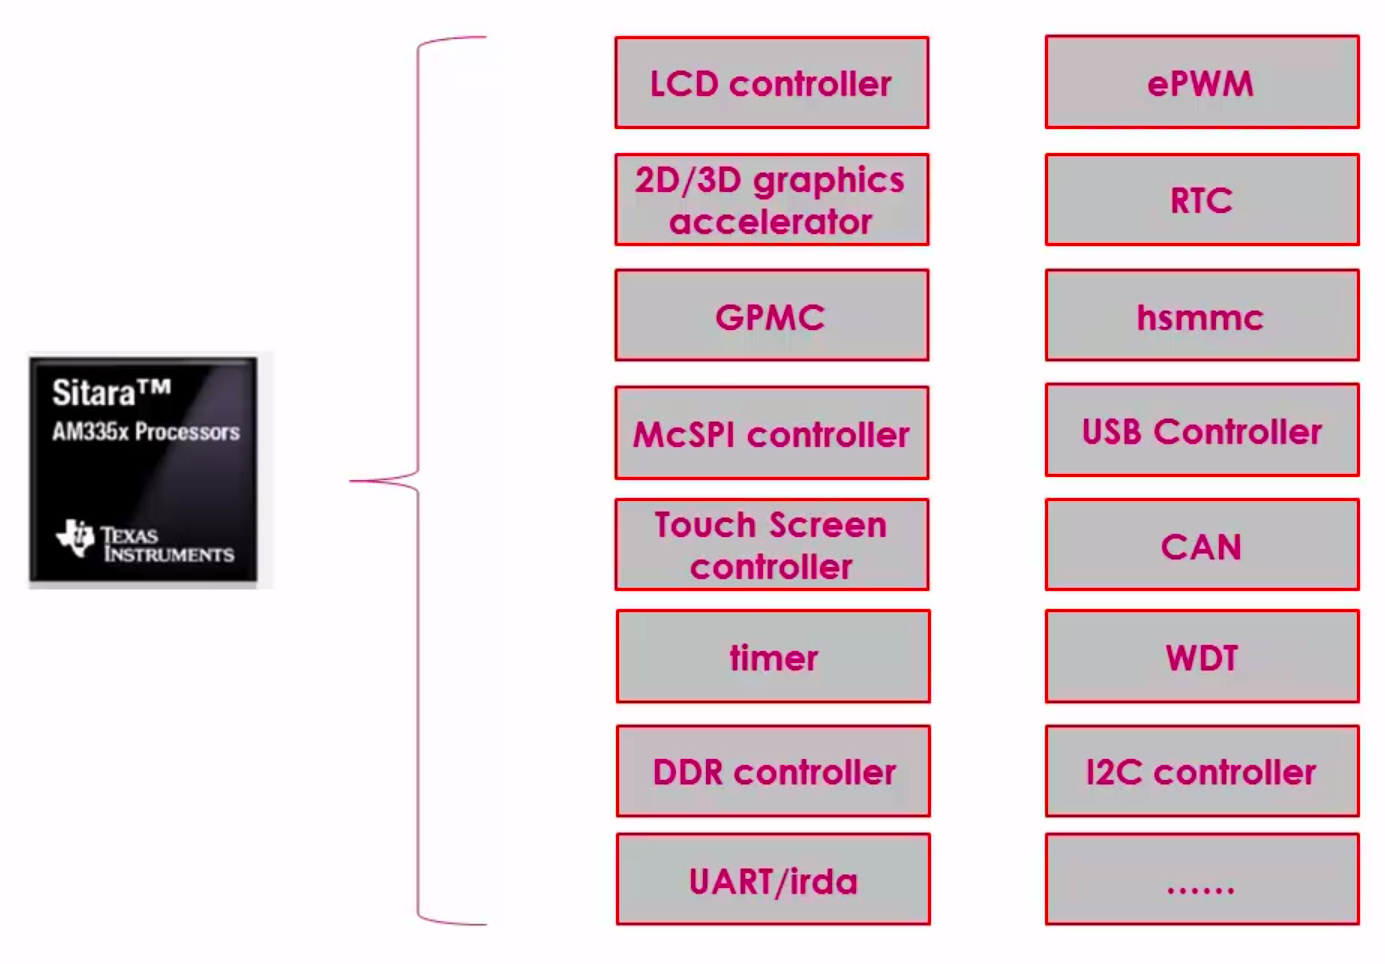 Sitara™
AM335x Processors
TEXAS
INSTRUMENTS
LCD controller
2D/3D graphics
accelerator
GPMC
McSPI controller
Touch Screen
controller
timer
DDR controller
UART/irda
ePWM
RTC
hsmmc
USB Controller
CAN
WDT
I2C controller
......